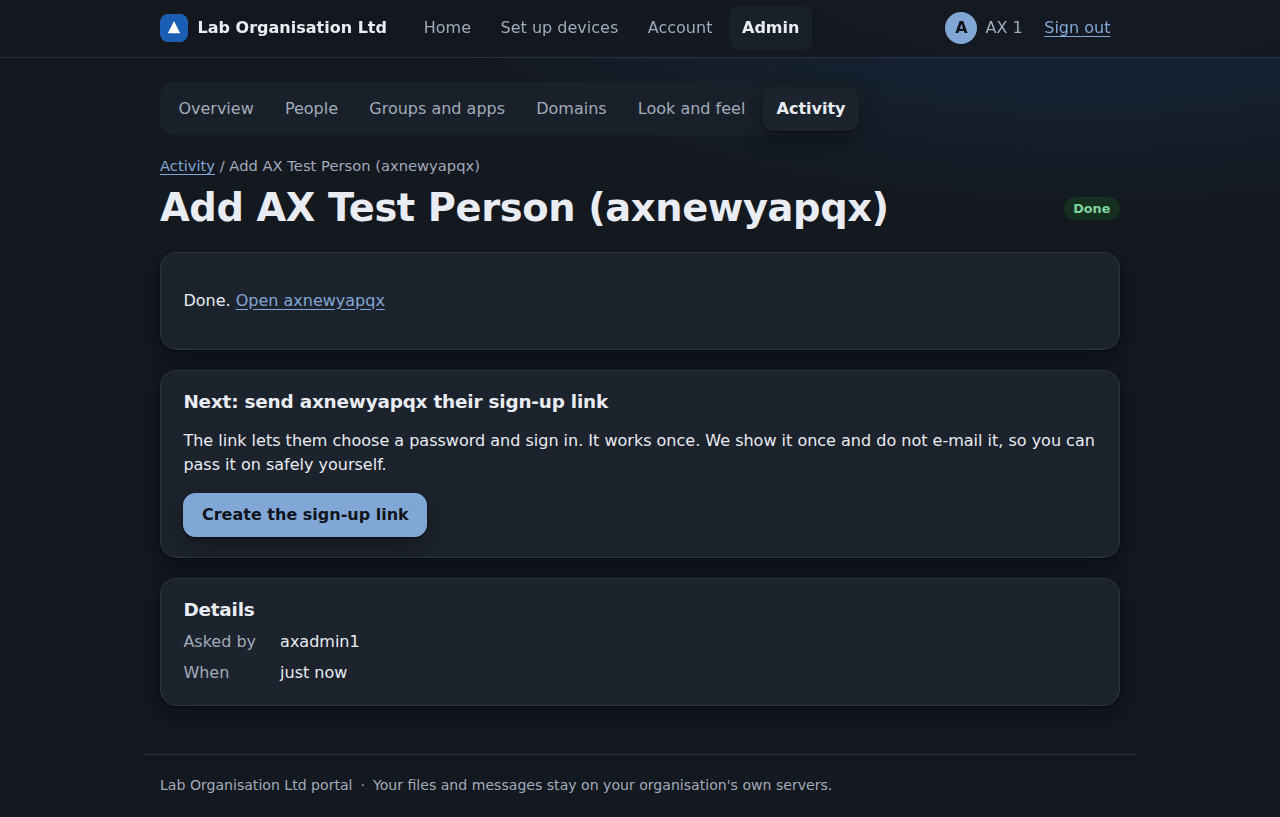 Lab Organisation Ltd Home Set up devices Account Admin A AX 1 Sign out
Overview People Groups and apps Domains Look and feel Activity
Activity / Add AX Test Person (axnewyapqx)
Add AX Test Person (axnewyapqx) Done
Done. Open axnewyapqx
Next: send axnewyapqx their sign-up link
The link lets them choose a password and sign in. It works once. We show it once and do not e-mail it, so you can
pass it on safely yourself.
Create the sign-up link
Details
Asked by axadmin1
When just now
Lab Organisation Ltd portal · Your files and messages stay on your organisation's own servers.